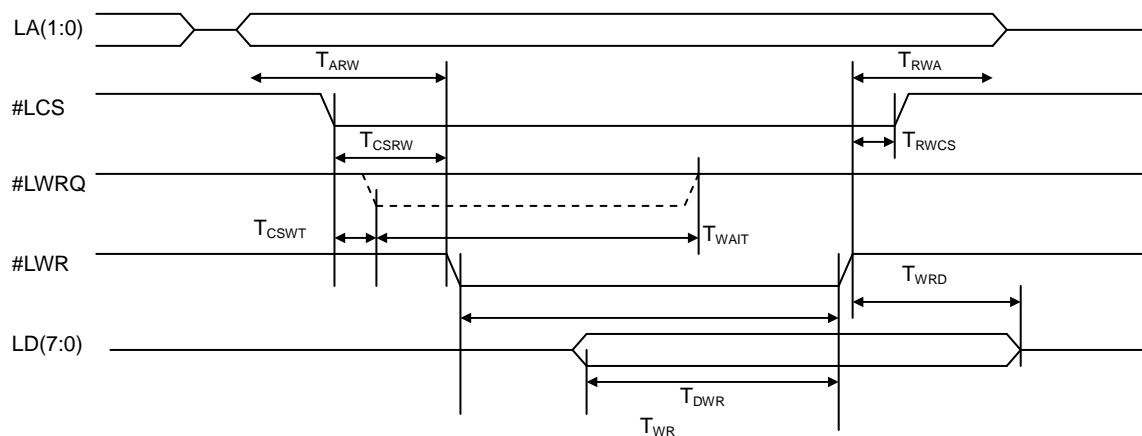 LA(1:0)
TARW
TRWA
#LCS
TCSRW
TRWCS
#LWRQ
TCSWT
TWAIT
#LWR
TWRD
LD(7:0)
TDWR
TWR